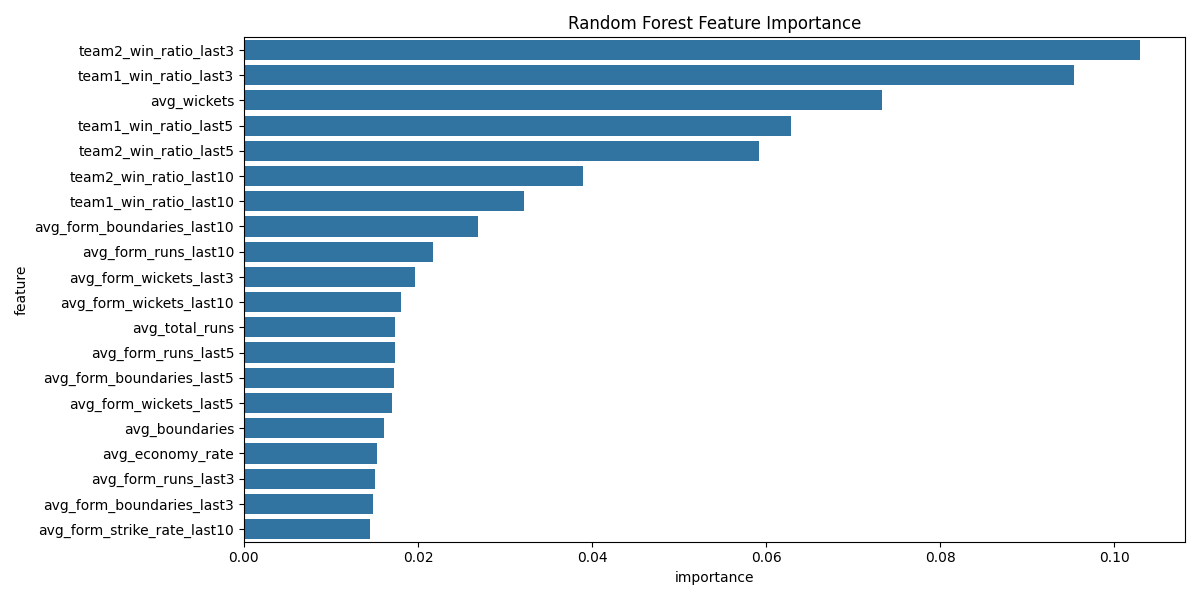 Random Forest Feature Importance
team2_win_ratio_last3
team1_win_ratio_last3
avg_wickets
team1_win_ratio_last5
team2_win_ratio_last5
team2_win_ratio_last10
team1_win_ratio_last10
avg_form_boundaries_last10
avg_form_runs_last10
avg_form_wickets_last3
avg_form_wickets_last10
avg_total_runs
avg_form_runs_last5
avg_form_boundaries_last5
avg_form_wickets_last5
avg_boundaries
avg_economy_rate
avg_form_runs_last3
avg_form_boundaries_last3
avg_form_strike_rate_last10
feature
0.00 0.02 0.04 0.06 0.08 0.10
importance